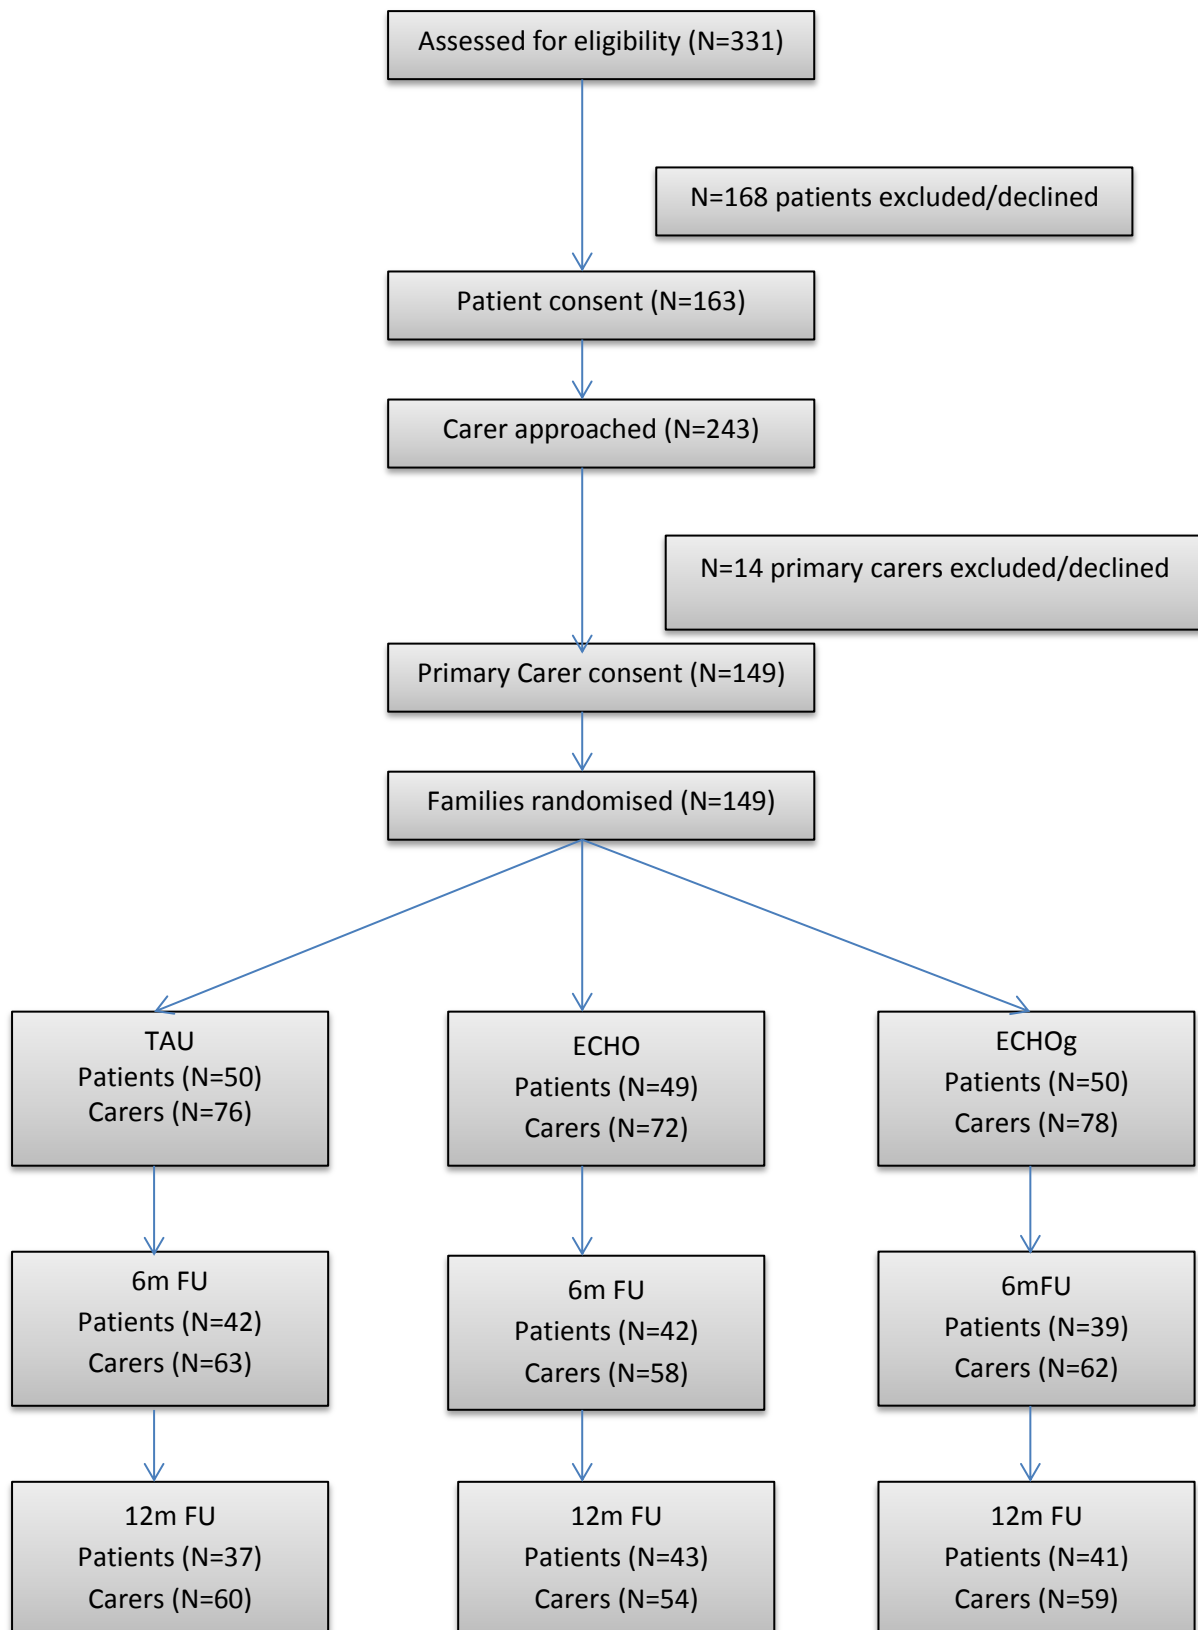 Assessed for eligibility (N=331)
N=168 patients excluded/declined
Patient consent (N=163)
Carer approached (N=243)
N=14 primary carers excluded/declined
Primary Carer consent (N=149)
Families randomised (N=149)
TAU
Patients (N=50)
Carers (N=76)
ECHO
Patients (N=49)
Carers (N=72)
ECHOg
Patients (N=50)
Carers (N=78)
6m FU
Patients (N=42)
Carers (N=63)
6m FU
Patients (N=42)
Carers (N=58)
6mFU
Patients (N=39)
Carers (N=62)
12m FU
Patients (N=37)
Carers (N=60)
12m FU
Patients (N=43)
Carers (N=54)
12m FU
Patients (N=41)
Carers (N=59)